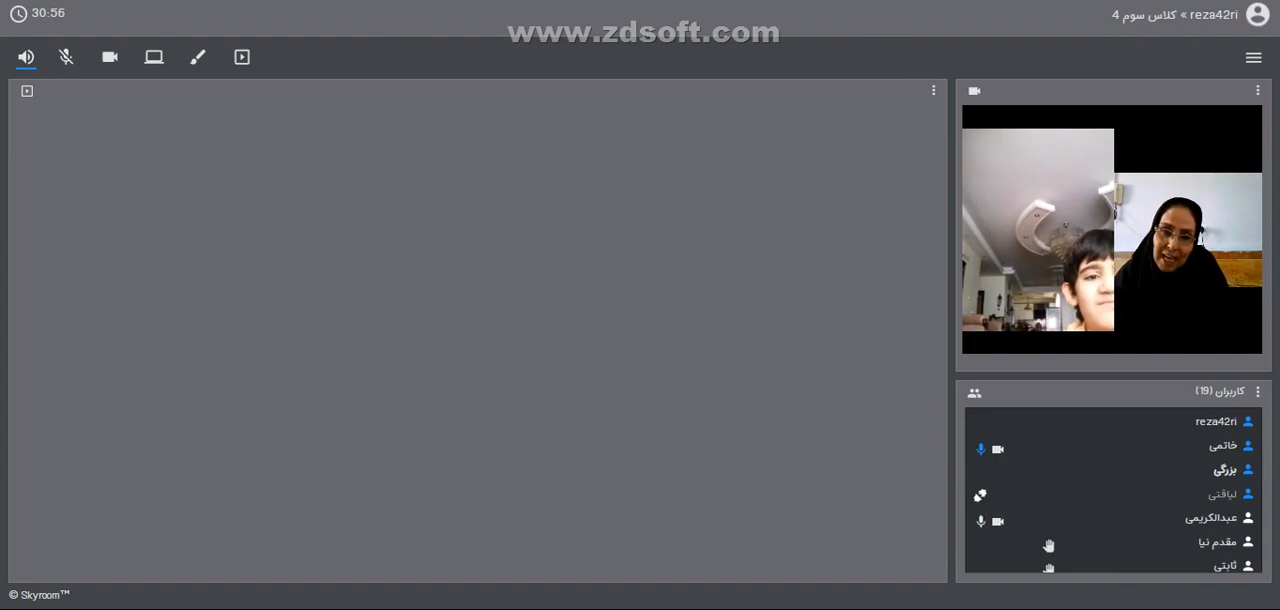 30:56
www.zdsoft.com
reza42ri » کلاس سوم 4
کاربران (19)
reza42ri
خاتمی
بزرگی
لیاقتی
عبدالکریمی
مقدم نیا
ثابتی
© Skyroom™